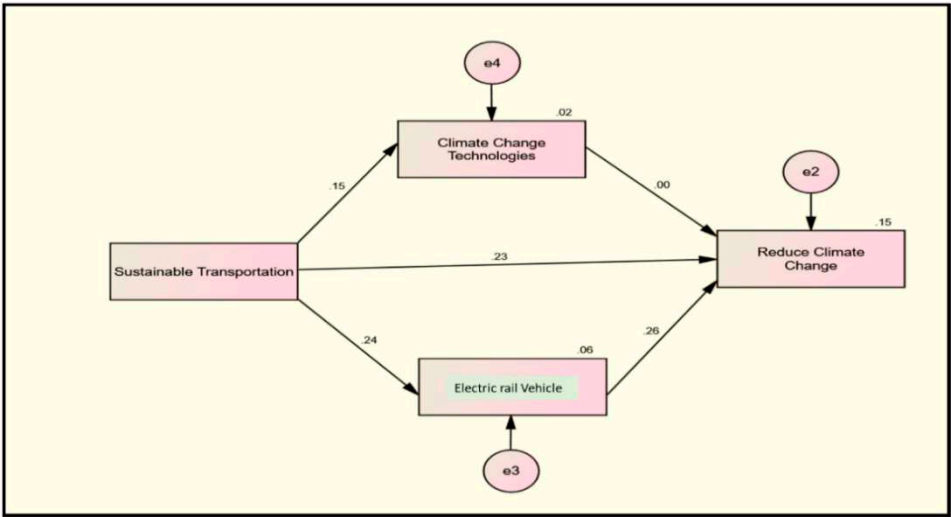 e4
.02
Climate Change
Technologies
e2
.15
.00
.15
Reduce Climate
Change
.23
Sustainable Transportation
.24
.26
.06
Electric rail Vehicle
e3